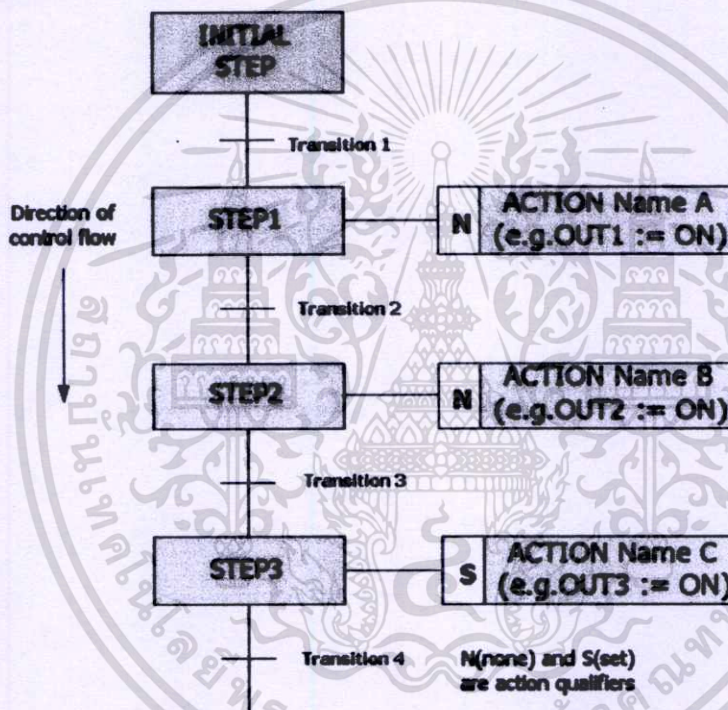 INITIAL
STEP
Transition 1
Direction of
control flow
STEP1
N
ACTION Name A
(e.g.OUT1 := ON)
Transition 2
STEP2
N
ACTION Name B
(e.g.OUT2 := ON)
Transition 3
STEP3
S
ACTION Name C
(e.g.OUT3 := ON)
Transition 4
N(none) and S(set)
are action qualifiers